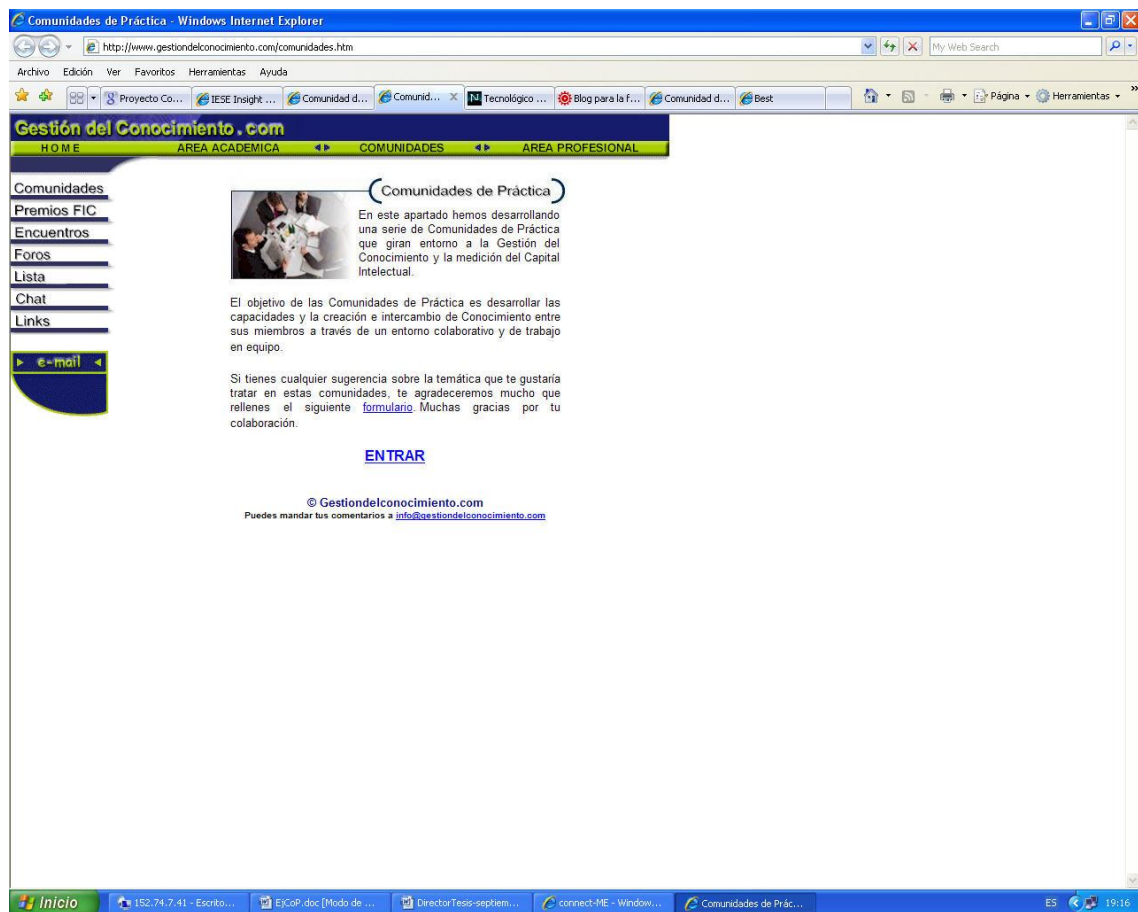 Comunidades de Práctica - Windows Internet Explorer
http://www.gestiondelconocimiento.com/comunidades.htm
My Web Search
Archivo Edición Ver Favoritos Herramientas Ayuda
Proyecto Co... IESE Insight ... Comunidad d... Comunid... Tecnológico ... Blog para la f... Comunidad d... Best Página Herramientas
Gestión del Conocimiento.com
HOME AREA ACADEMICA COMUNIDADES AREA PROFESIONAL
Comunidades
Premios FIC
Encuentros
Foros
Lista
Chat
Links
e-mail
Comunidades de Práctica
En este apartado hemos desarrollando
una serie de Comunidades de Práctica
que giran entorno a la Gestión del
Conocimiento y la medición del Capital
Intelectual.
El objetivo de las Comunidades de Práctica es desarrollar las
capacidades y la creación e intercambio de Conocimiento entre
sus miembros a través de un entorno colaborativo y de trabajo
en equipo.
Si tienes cualquier sugerencia sobre la temática que te gustaría
tratar en estas comunidades, te agradeceremos mucho que
rellenes el siguiente formulario. Muchas gracias por tu
colaboración.
ENTRAR
© Gestiondelconocimiento.com
Puedes mandar tus comentarios a info@gestiondelconocimiento.com
Inicio 152.74.7.41 - Escrito... EjCoP.doc [Modo de ... DirectorTesis-septiem... connect-ME - Window... Comunidades de Prác... ES 19:16